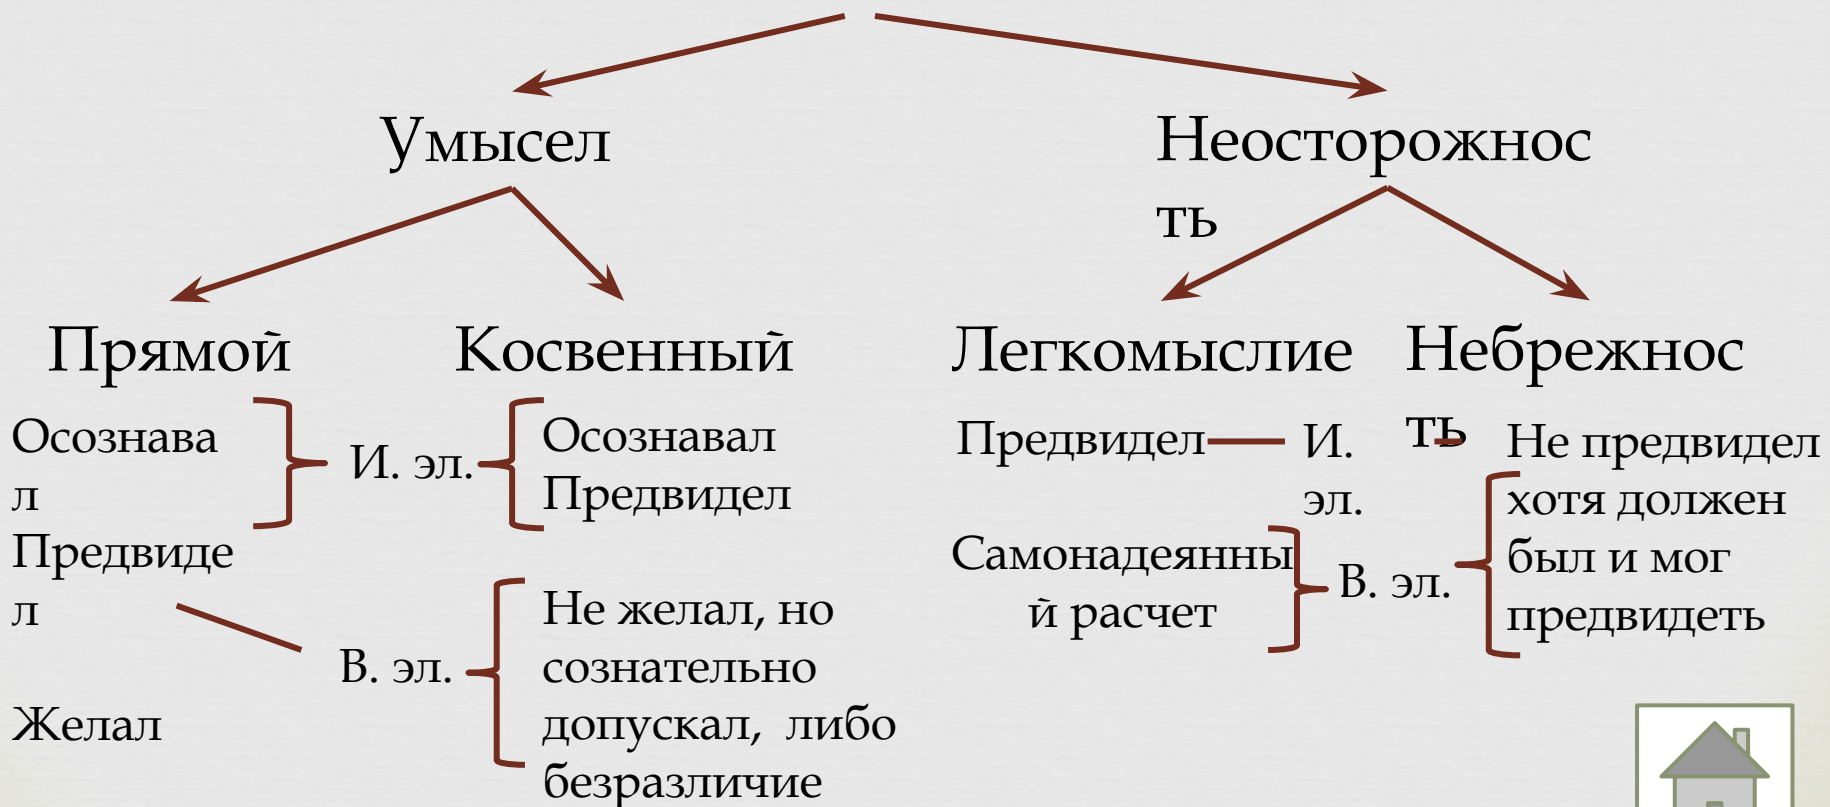 Умысел
Неосторожнос
ть
Прямой
Косвенный
Легкомыслие
Небрежнос
ть
Осознава
л
Предвиде
л
Желал
И. эл.
В. эл.
Осознавал
Предвидел
Не желал, но
сознательно
допускал, либо
безразличие
Предвидел
Самонадеянны
й расчет
И.
эл.
В. эл.
Не предвидел
хотя должен
был и мог
предвидеть